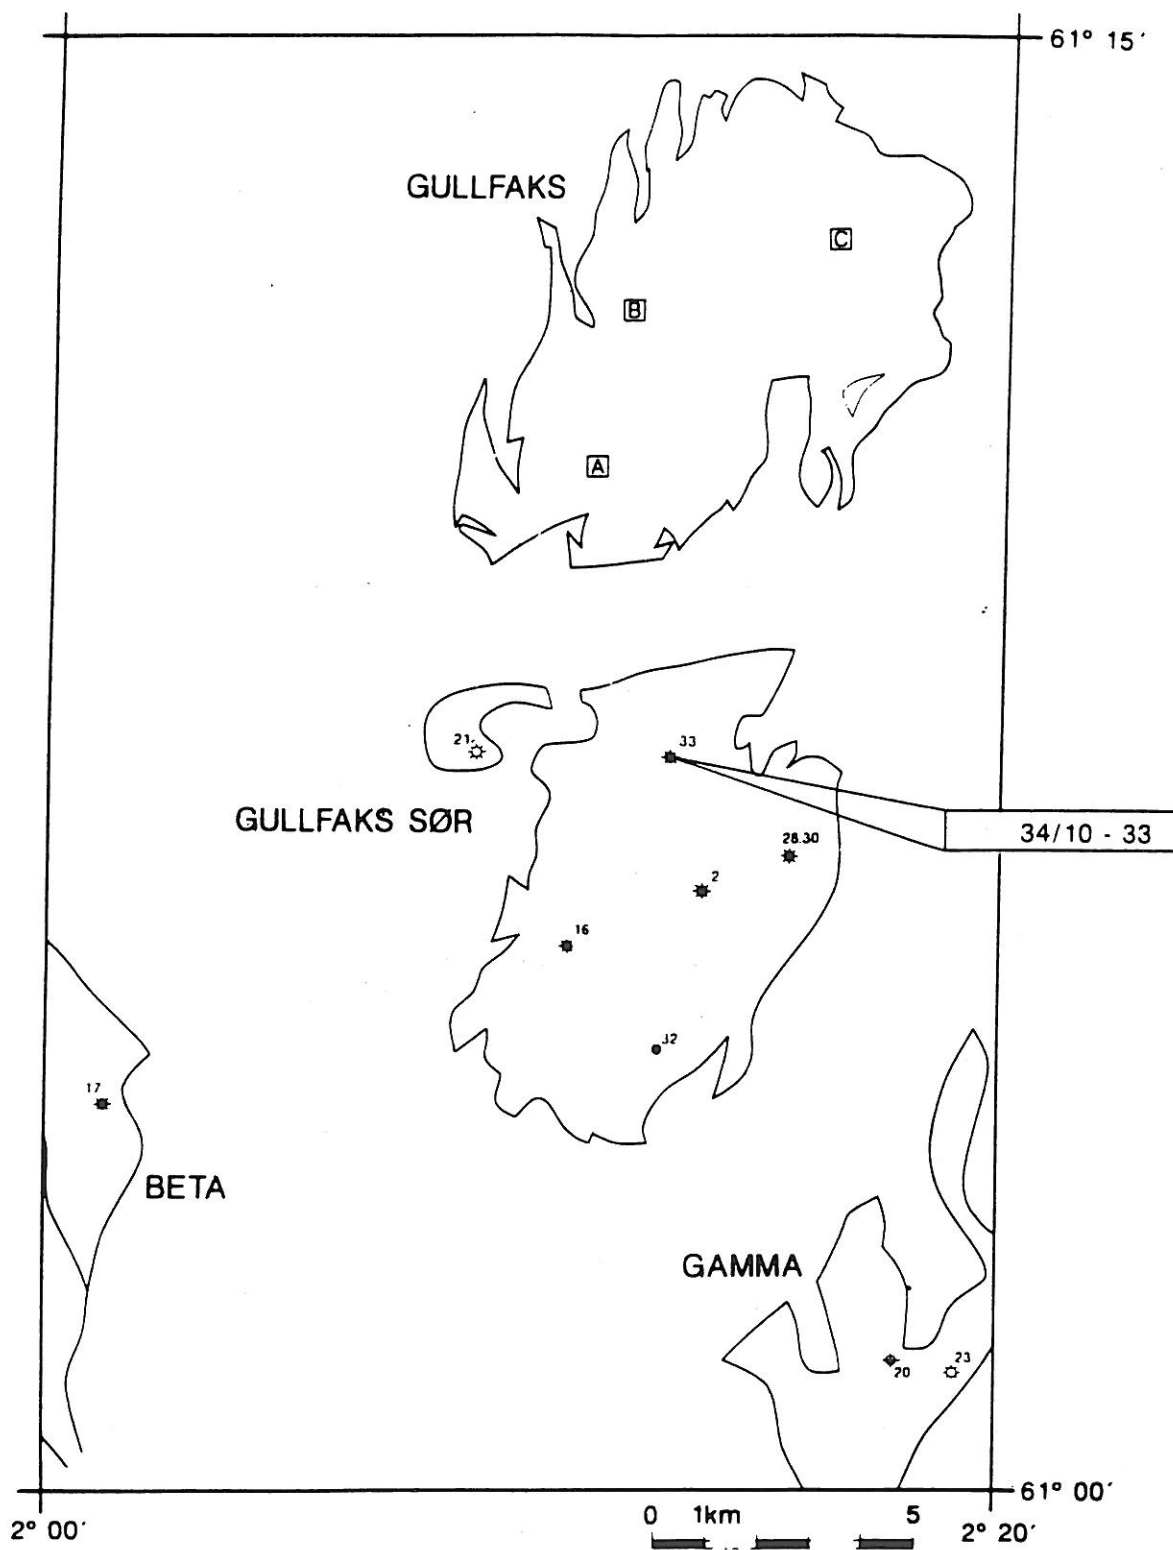 61° 15′
GULLFAKS
C
B
A
21
33
GULLFAKS SØR
34/10 - 33
28.30
2
16
32
17
BETA
GAMMA
20
23
61° 00′
0 1km 5
2° 00′
2° 20′